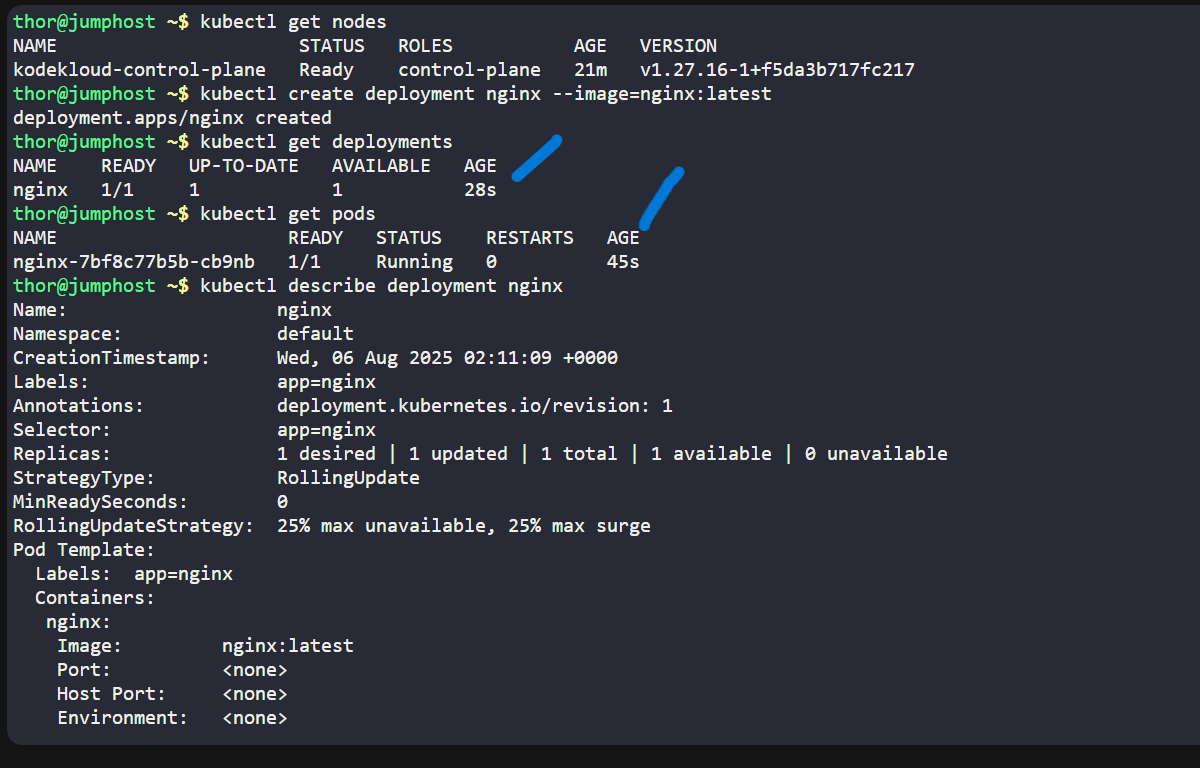 thor@jumphost ~$ kubectl get nodes
NAME                      STATUS   ROLES           AGE   VERSION
kodekloud-control-plane   Ready    control-plane   21m   v1.27.16-1+f5da3b717fc217
thor@jumphost ~$ kubectl create deployment nginx --image=nginx:latest
deployment.apps/nginx created
thor@jumphost ~$ kubectl get deployments
NAME    READY   UP-TO-DATE   AVAILABLE   AGE
nginx   1/1     1            1           28s
thor@jumphost ~$ kubectl get pods
NAME                     READY   STATUS    RESTARTS   AGE
nginx-7bf8c77b5b-cb9nb   1/1     Running   0          45s
thor@jumphost ~$ kubectl describe deployment nginx
Name:                   nginx
Namespace:              default
CreationTimestamp:      Wed, 06 Aug 2025 02:11:09 +0000
Labels:                 app=nginx
Annotations:            deployment.kubernetes.io/revision: 1
Selector:               app=nginx
Replicas:               1 desired | 1 updated | 1 total | 1 available | 0 unavailable
StrategyType:           RollingUpdate
MinReadySeconds:        0
RollingUpdateStrategy:  25% max unavailable, 25% max surge
Pod Template:
  Labels:  app=nginx
  Containers:
   nginx:
    Image:         nginx:latest
    Port:          <none>
    Host Port:     <none>
    Environment:   <none>